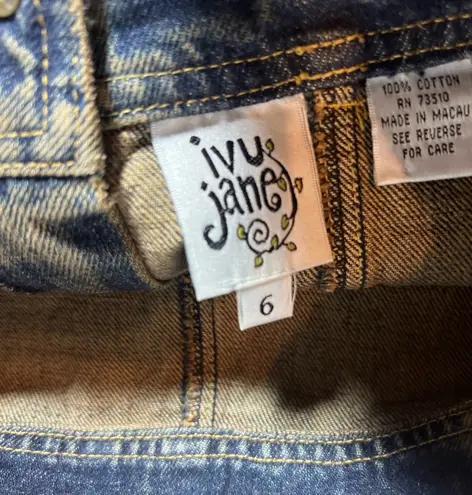 ivy
jane
6
100% COTTON
RN 73510
MADE IN MACAU
SEE REVERSE
FOR CARE